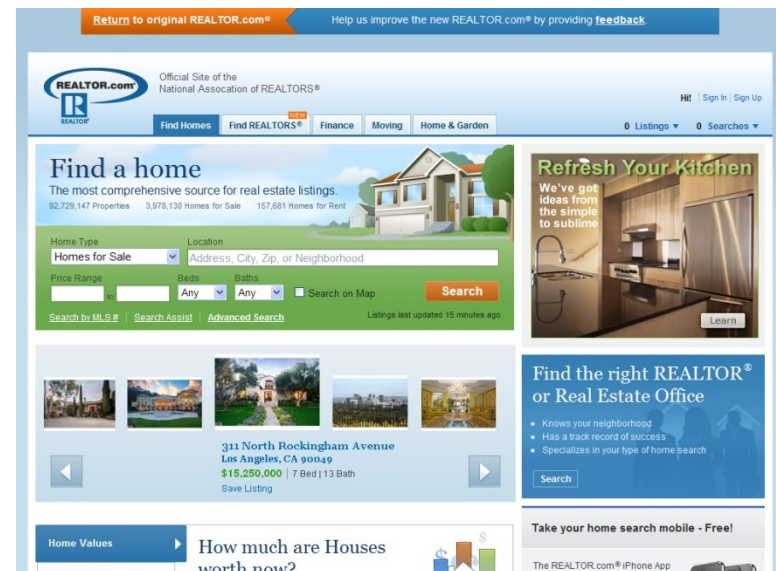 Return to original REALTOR.com®
Help us improve the new REALTOR.com® by providing feedback.
REALTOR.com®
REALTOR®
Official Site of the
National Assocation of REALTORS®
Hi! | Sign In | Sign Up
NEW
Find Homes
Find REALTORS®
Finance
Moving
Home & Garden
0 Listings
0 Searches
Find a home
The most comprehensive source for real estate listings.
92,729,147 Properties 3,978,130 Homes for Sale 157,681 Homes for Rent
Home Type
Location
Homes for Sale
Address, City, Zip, or Neighborhood
Price Range
Beds
Baths
to
Any
Any
Search on Map
Search
Search by MLS # | Search Assist | Advanced Search
Listings last updated 15 minutes ago
Refresh Your Kitchen
We've got
ideas from
the simple
to sublime
Learn
311 North Rockingham Avenue
Los Angeles, CA 90049
$15,250,000 | 7 Bed | 13 Bath
Save Listing
Find the right REALTOR®
or Real Estate Office
Knows your neighborhood
Has a track record of success
Specializes in your type of home search
Search
Home Values
How much are Houses
worth now?
$
Take your home search mobile - Free!
The REALTOR.com® iPhone App